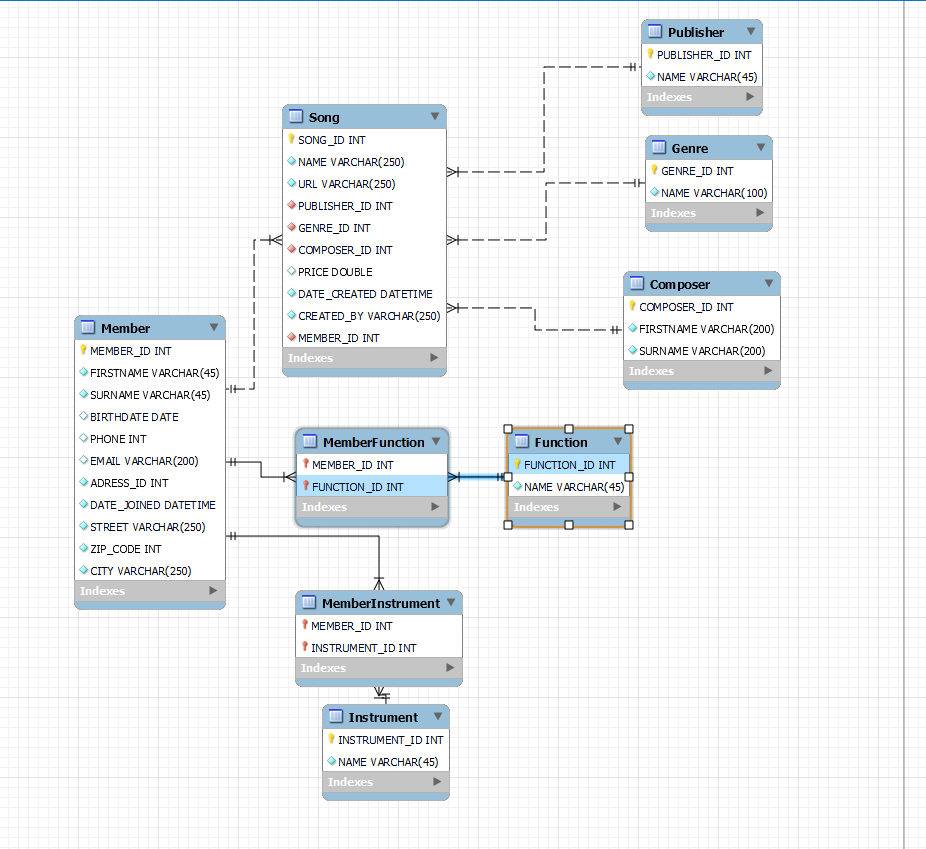 Publisher
PUBLISHER_ID INT
NAME VARCHAR(45)
Indexes
Song
SONG_ID INT
NAME VARCHAR(250)
URL VARCHAR(250)
PUBLISHER_ID INT
GENRE_ID INT
COMPOSER_ID INT
PRICE DOUBLE
DATE_CREATED DATETIME
CREATED_BY VARCHAR(250)
MEMBER_ID INT
Indexes
Genre
GENRE_ID INT
NAME VARCHAR(100)
Indexes
Composer
COMPOSER_ID INT
FIRSTNAME VARCHAR(200)
SURNAME VARCHAR(200)
Indexes
Member
MEMBER_ID INT
FIRSTNAME VARCHAR(45)
SURNAME VARCHAR(45)
BIRTHDATE DATE
PHONE INT
EMAIL VARCHAR(200)
ADRESS_ID INT
DATE_JOINED DATETIME
STREET VARCHAR(250)
ZIP_CODE INT
CITY VARCHAR(250)
Indexes
MemberFunction
MEMBER_ID INT
FUNCTION_ID INT
Indexes
Function
FUNCTION_ID INT
NAME VARCHAR(45)
Indexes
MemberInstrument
MEMBER_ID INT
INSTRUMENT_ID INT
Indexes
Instrument
INSTRUMENT_ID INT
NAME VARCHAR(45)
Indexes